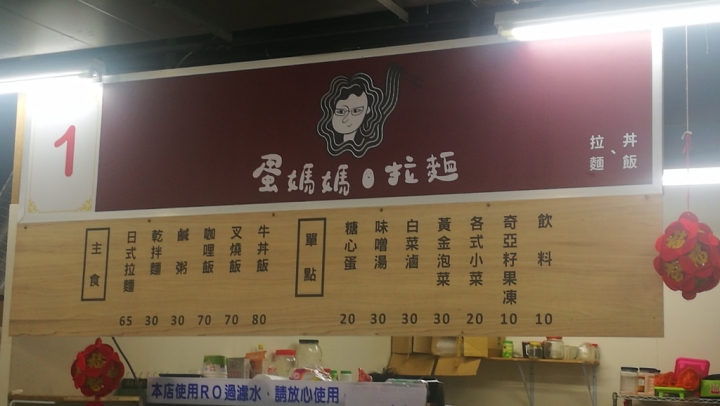 1
蛋媽媽日拉麵
丼飯、
拉麵
主食
日式拉麵 65
乾拌麵 30
鹹粥 30
咖哩飯 70
叉燒飯 70
牛丼飯 80
單點
糖心蛋 20
味噌湯 30
白菜滷 30
黃金泡菜 30
各式小菜 20
奇亞籽果凍 10
飲料 10
本店使用RO過濾水，請放心使用